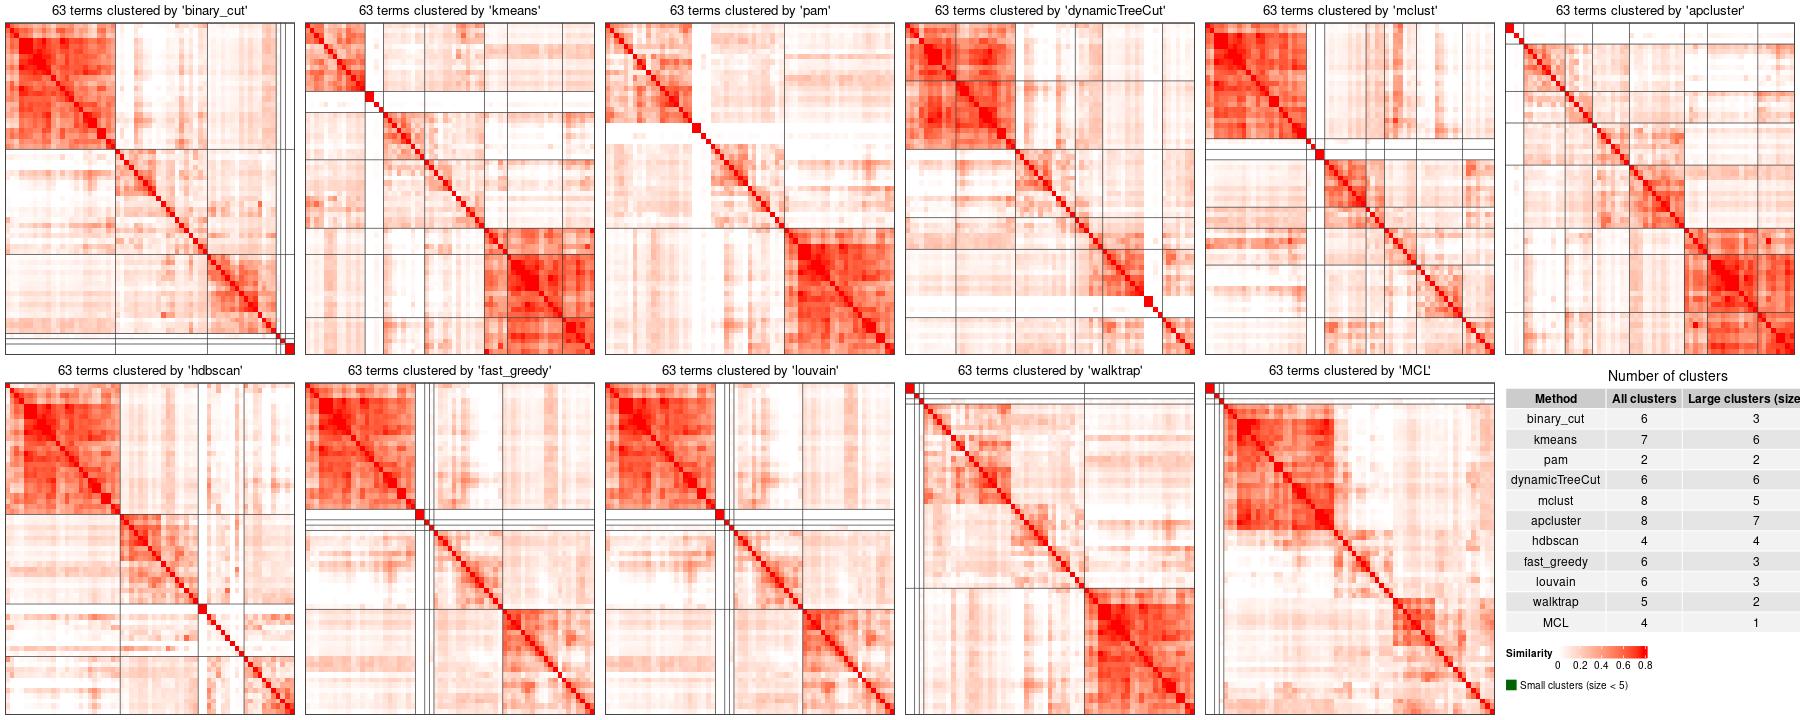 63 terms clustered by 'binary_cut'
63 terms clustered by 'kmeans'
63 terms clustered by 'pam'
63 terms clustered by 'dynamicTreeCut'
63 terms clustered by 'mclust'
63 terms clustered by 'apcluster'
63 terms clustered by 'hdbscan'
63 terms clustered by 'fast_greedy'
63 terms clustered by 'louvain'
63 terms clustered by 'walktrap'
63 terms clustered by 'MCL'
Number of clusters
Method All clusters Large clusters (size
binary_cut 6 3
kmeans 7 6
pam 2 2
dynamicTreeCut 6 6
mclust 8 5
apcluster 8 7
hdbscan 4 4
fast_greedy 6 3
louvain 6 3
walktrap 5 2
MCL 4 1
Similarity
0 0.2 0.4 0.6 0.8
Small clusters (size < 5)